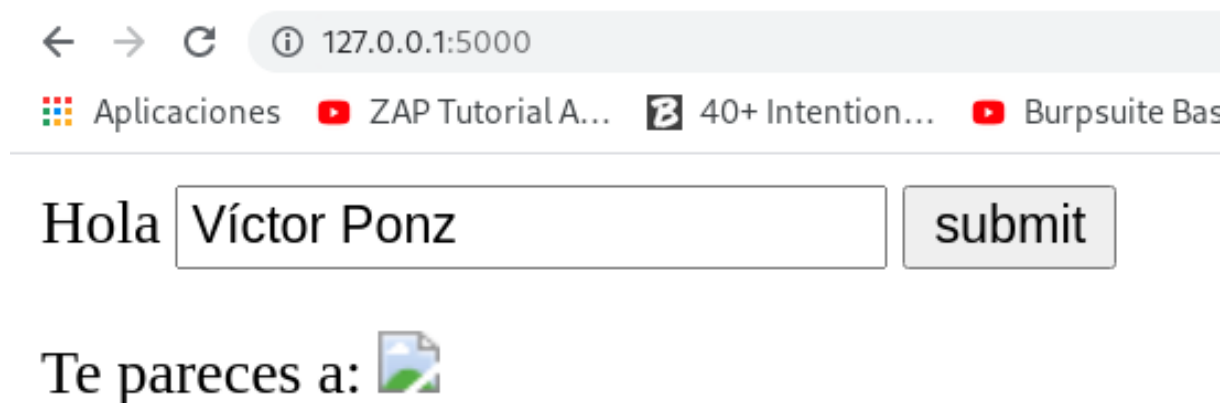 127.0.0.1:5000
Aplicaciones ZAP Tutorial A... 40+ Intention... Burpsuite Bas
Hola Víctor Ponz submit
Te pareces a: